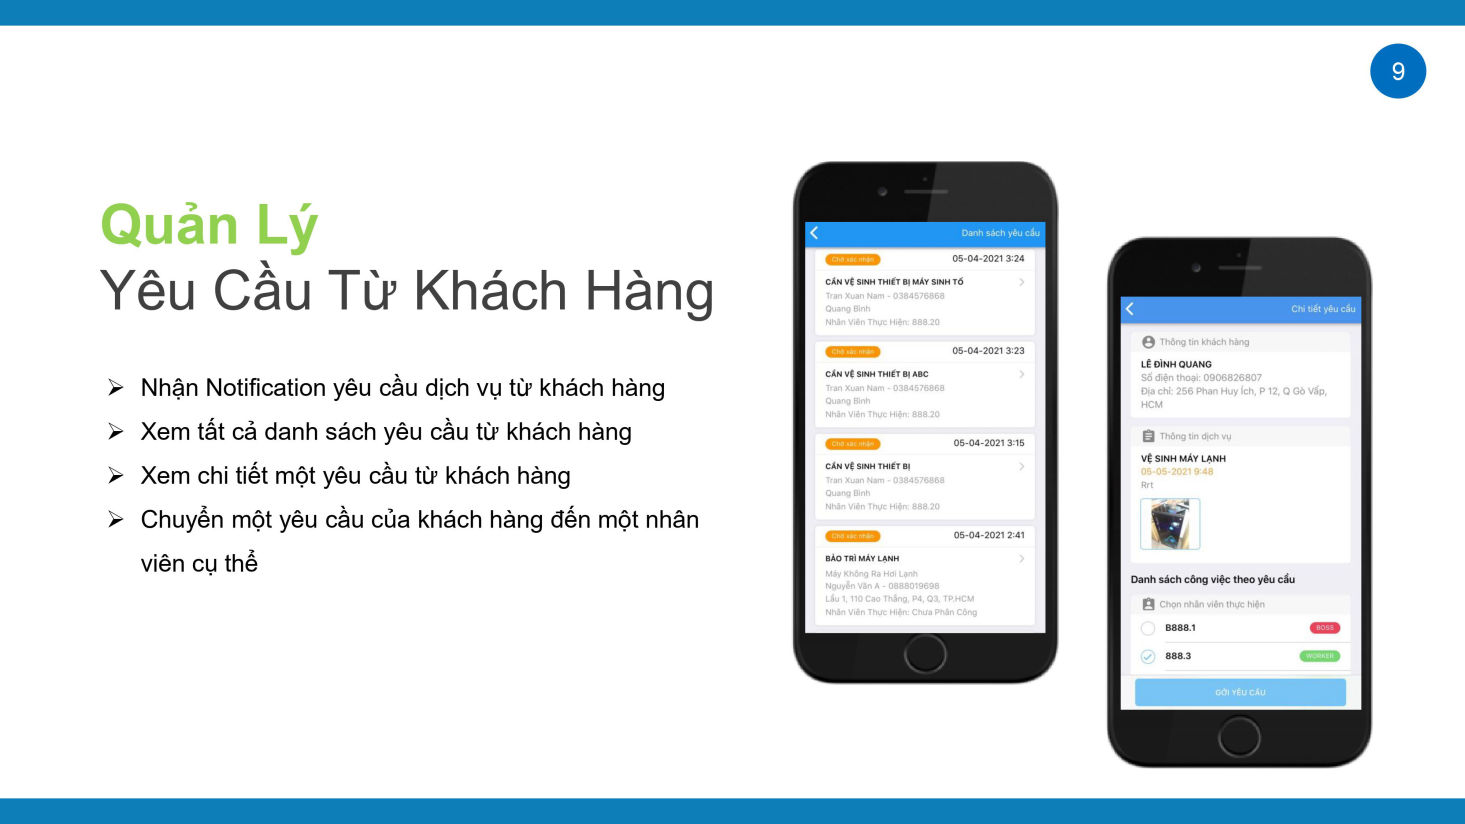 9
Quản Lý
Yêu Cầu Từ Khách Hàng
Nhận Notification yêu cầu dịch vụ từ khách hàng
Xem tất cả danh sách yêu cầu từ khách hàng
Xem chi tiết một yêu cầu từ khách hàng
Chuyển một yêu cầu của khách hàng đến một nhân
viên cụ thể
Danh sách yêu cầu
Chờ xác nhận 05-04-2021 3:24
CẦN VỆ SINH THIẾT BỊ MÁY SINH TỐ
Tran Xuan Nam - 0384576868
Quang Bình
Nhân Viên Thực Hiện: 888.20
Chờ xác nhận 05-04-2021 3:23
CẦN VỆ SINH THIẾT BỊ ABC
Tran Xuan Nam - 0384576868
Quang Bình
Nhân Viên Thực Hiện: 888.20
Chờ xác nhận 05-04-2021 3:15
CẦN VỆ SINH THIẾT BỊ
Tran Xuan Nam - 0384576868
Quang Bình
Nhân Viên Thực Hiện: 888.20
Chờ xác nhận 05-04-2021 2:41
BẢO TRÌ MÁY LẠNH
Máy Không Ra Hơi Lạnh
Nguyễn Văn A - 0888019698
Lầu 1, 110 Cao Thắng, P4, Q3, TP.HCM
Nhân Viên Thực Hiện: Chưa Phân Công
Chi tiết yêu cầu
Thông tin khách hàng
LÊ ĐÌNH QUANG
Số điện thoại: 0906826807
Địa chỉ: 256 Phan Huy Ích, P 12, Q Gò Vấp,
HCM
Thông tin dịch vụ
VỆ SINH MÁY LẠNH
05-05-2021 9:48
Rrt
Danh sách công việc theo yêu cầu
Chọn nhân viên thực hiện
B888.1 BOSS
888.3 WORKER
GỞI YÊU CẦU